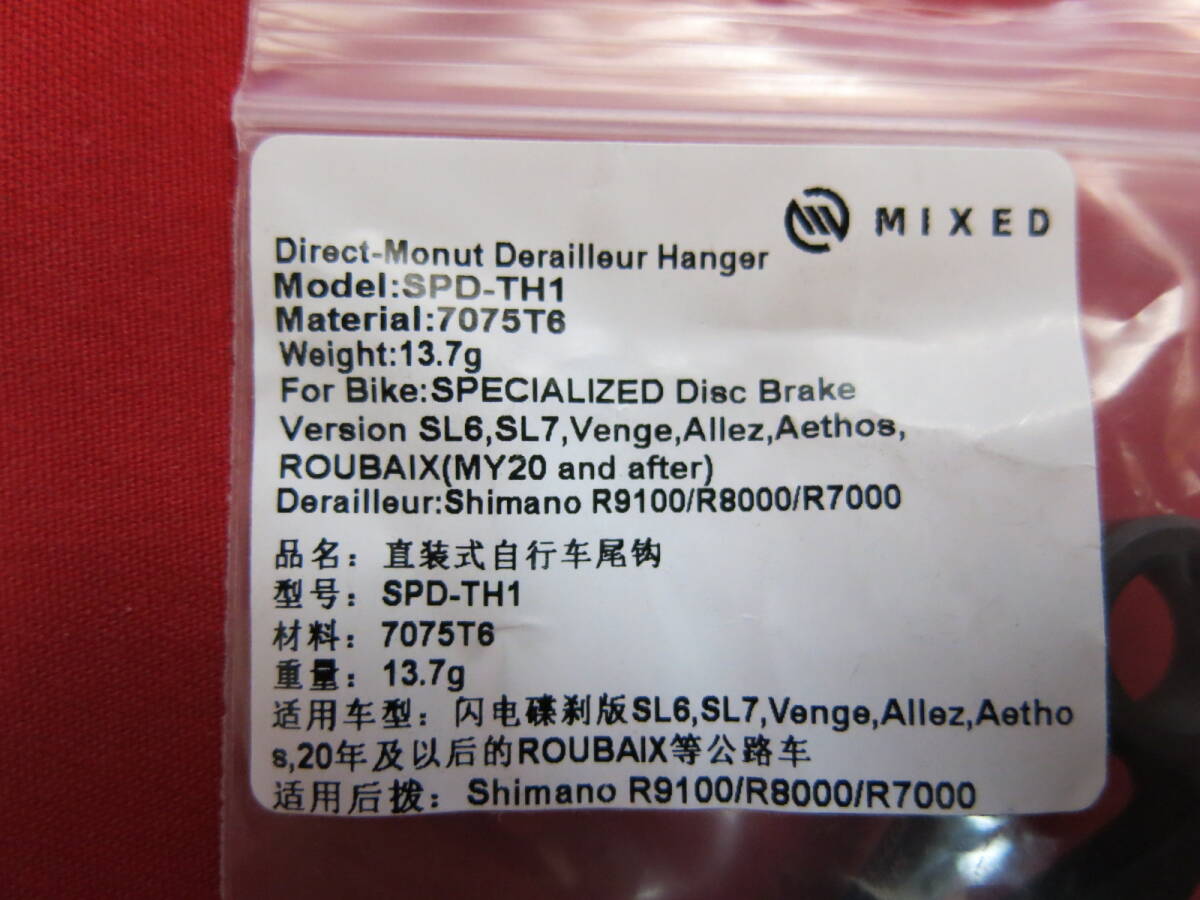 MIXED
Direct-Monut Derailleur Hanger
Model:SPD-TH1
Material:7075T6
Weight:13.7g
For Bike:SPECIALIZED Disc Brake
Version SL6,SL7,Venge,Allez,Aethos,
ROUBAIX(MY20 and after)
Derailleur:Shimano R9100/R8000/R7000
品名：直装式自行车尾钩
型号：SPD-TH1
材料：7075T6
重量：13.7g
适用车型：闪电碟刹版SL6,SL7,Venge,Allez,Aetho
s,20年及以后的ROUBAIX等公路车
适用后拨：Shimano R9100/R8000/R7000